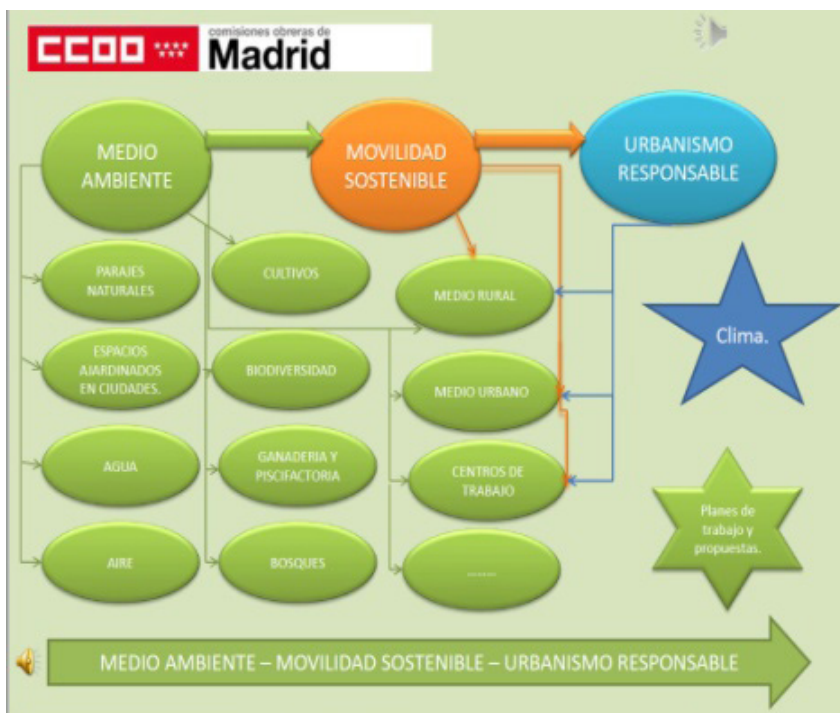 CCOO
comisiones obreras de
Madrid
MEDIO
AMBIENTE
MOVILIDAD
SOSTENIBLE
URBANISMO
RESPONSABLE
PARAJES
NATURALES
CULTIVOS
MEDIO RURAL
Clima.
ESPACIOS
AJARDINADOS
EN CIUDADES.
BIODIVERSIDAD
MEDIO URBANO
AGUA
GANADERIA Y
PISCIFACTORIA
CENTROS DE
TRABAJO
Planes de
trabajo y
propuestas.
AIRE
BOSQUES
MEDIO AMBIENTE – MOVILIDAD SOSTENIBLE – URBANISMO RESPONSABLE